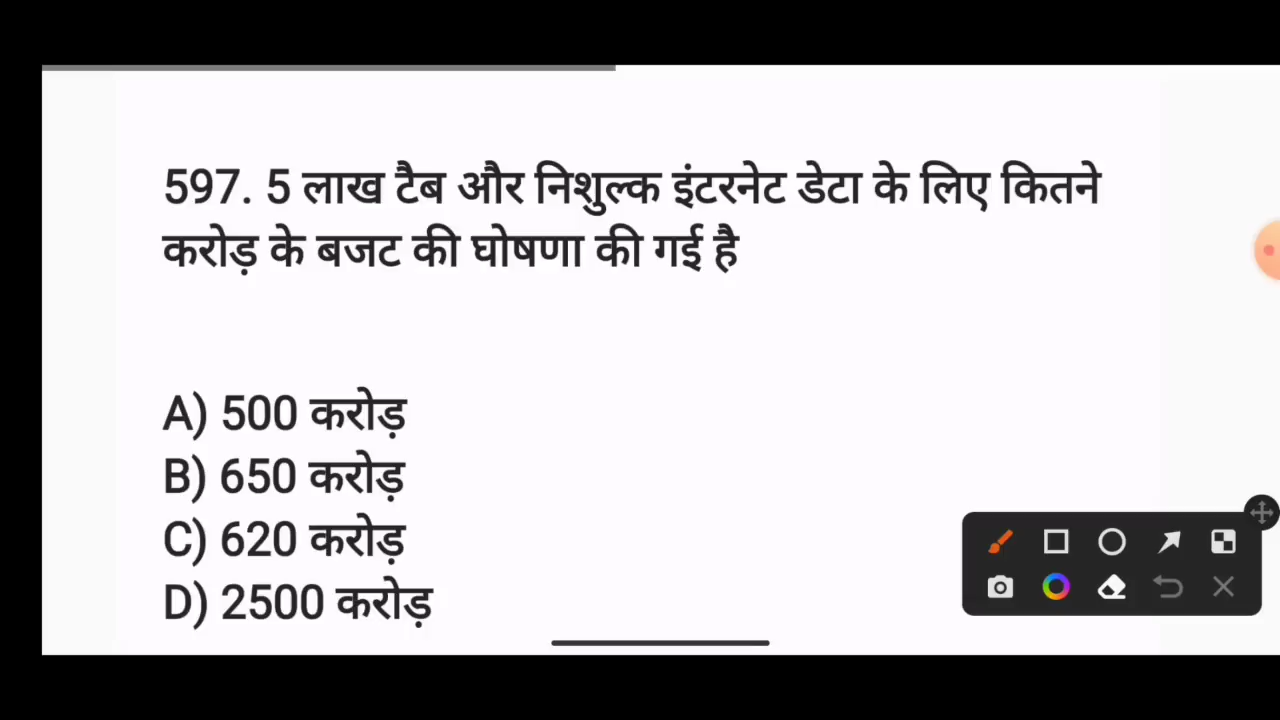 597. 5 लाख टैब और निशुल्क इंटरनेट डेटा के लिए कितने
करोड़ के बजट की घोषणा की गई है
A) 500 करोड़
B) 650 करोड़
C) 620 करोड़
D) 2500 करोड़